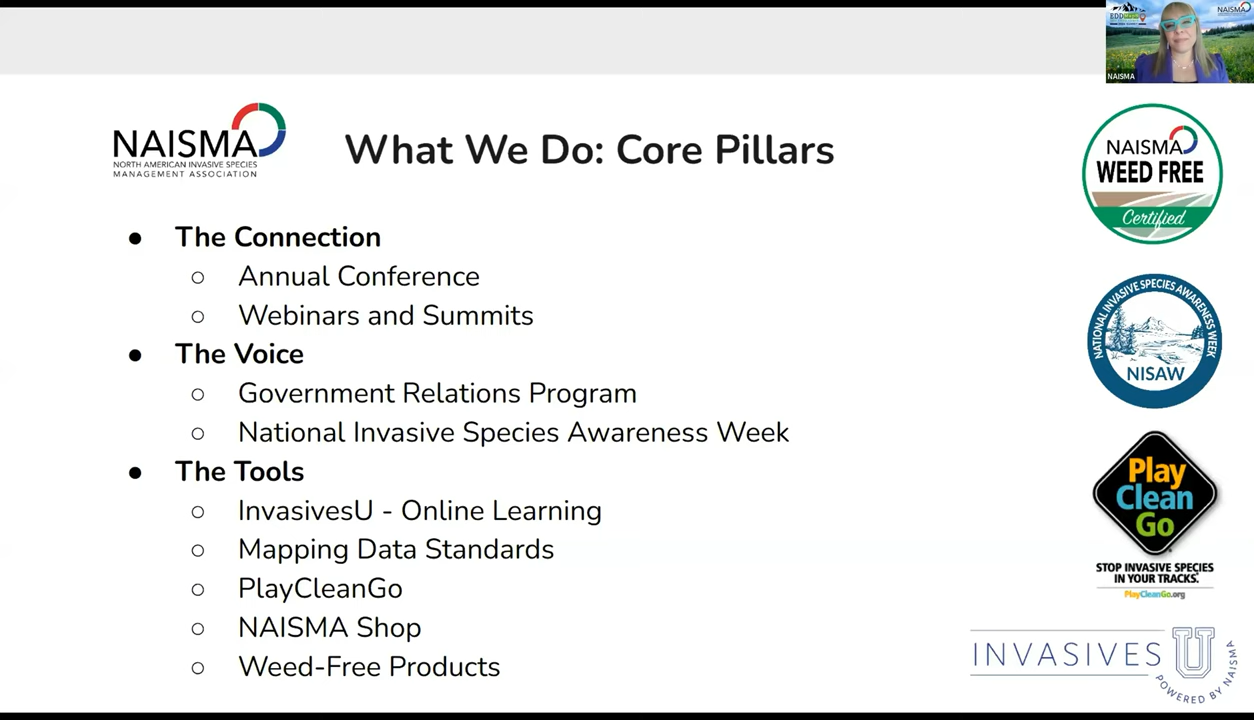 NAISMA
NAISMA
NAISMA
NORTH AMERICAN INVASIVE SPECIES
MANAGEMENT ASSOCIATION
What We Do: Core Pillars
● The Connection
○ Annual Conference
○ Webinars and Summits
● The Voice
○ Government Relations Program
○ National Invasive Species Awareness Week
● The Tools
○ InvasivesU - Online Learning
○ Mapping Data Standards
○ PlayCleanGo
○ NAISMA Shop
○ Weed-Free Products
NAISMA
WEED FREE
Certified
NATIONAL INVASIVE SPECIES AWARENESS WEEK
NISAW
Play
Clean
Go
STOP INVASIVE SPECIES
IN YOUR TRACKS.
PlayCleanGo.org
INVASIVES U
POWERED BY NAISMA